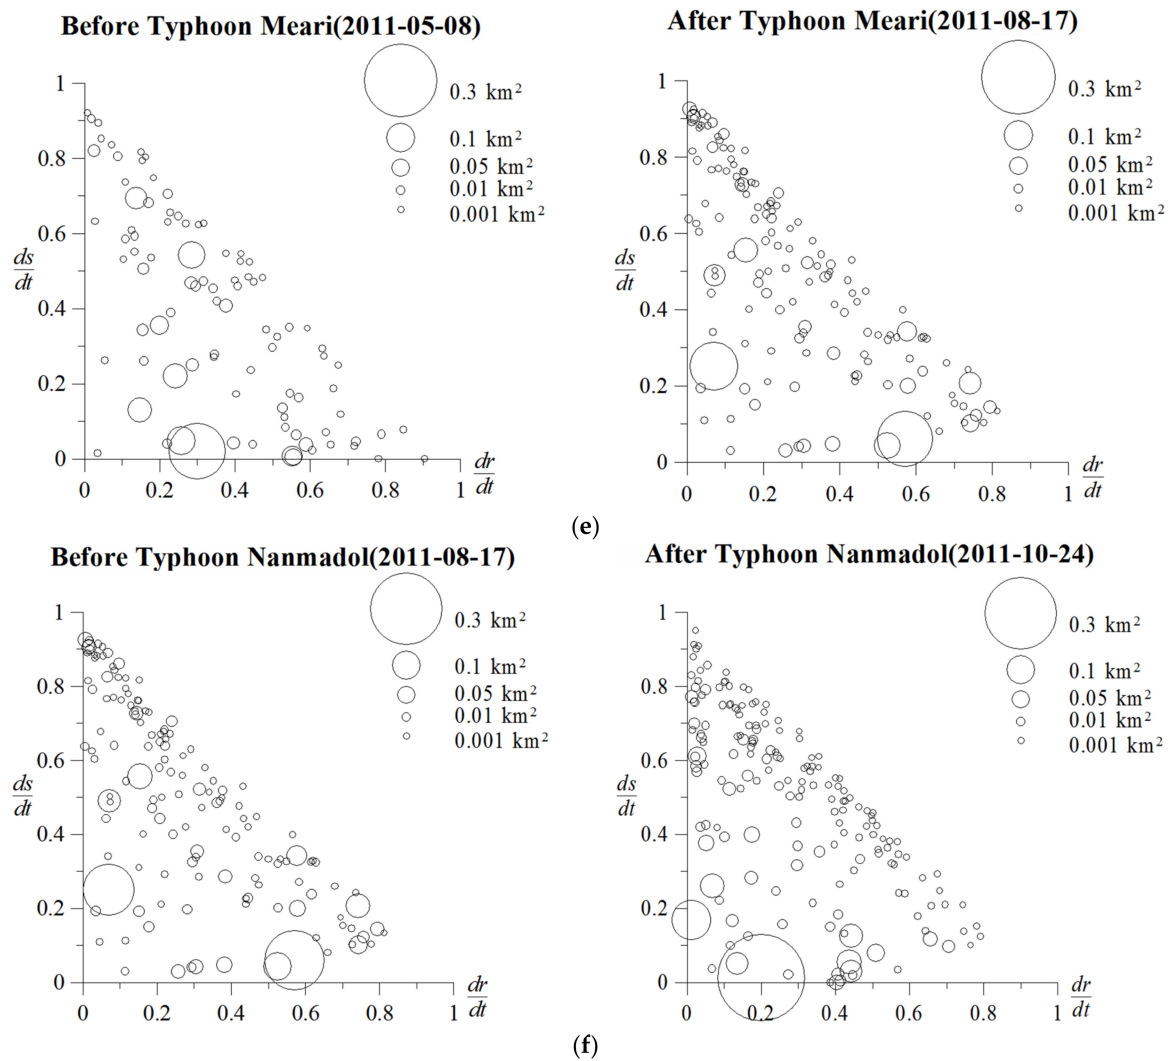 Before Typhoon Meari(2011-05-08)
0.3 km²
0.1 km²
0.05 km²
0.01 km²
0.001 km²
1
0.8
0.6
0.4
0.2
0
ds
dt
0 0.2 0.4 0.6 0.8 1
dr
dt
After Typhoon Meari(2011-08-17)
0.3 km²
0.1 km²
0.05 km²
0.01 km²
0.001 km²
1
0.8
0.6
0.4
0.2
0
ds
dt
0 0.2 0.4 0.6 0.8 1
dr
dt
(e)
Before Typhoon Nanmadol(2011-08-17)
0.3 km²
0.1 km²
0.05 km²
0.01 km²
0.001 km²
1
0.8
0.6
0.4
0.2
0
ds
dt
0 0.2 0.4 0.6 0.8 1
dr
dt
After Typhoon Nanmadol(2011-10-24)
0.3 km²
0.1 km²
0.05 km²
0.01 km²
0.001 km²
1
0.8
0.6
0.4
0.2
0
ds
dt
0 0.2 0.4 0.6 0.8 1
dr
dt
(f)